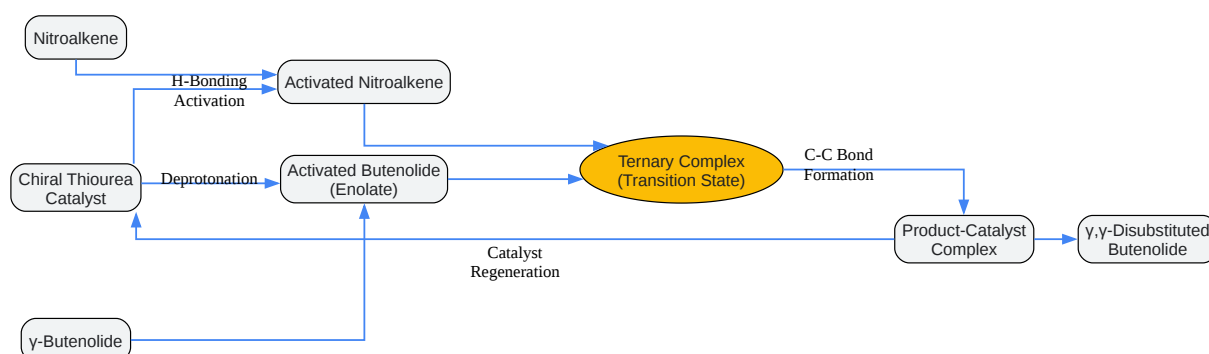 Nitroalkene
H-Bonding
Activation
Activated Nitroalkene
Chiral Thiourea
Catalyst
Deprotonation
Activated Butenolide
(Enolate)
Ternary Complex
(Transition State)
C-C Bond
Formation
Product-Catalyst
Complex
γ,γ-Disubstituted
Butenolide
Catalyst
Regeneration
γ-Butenolide